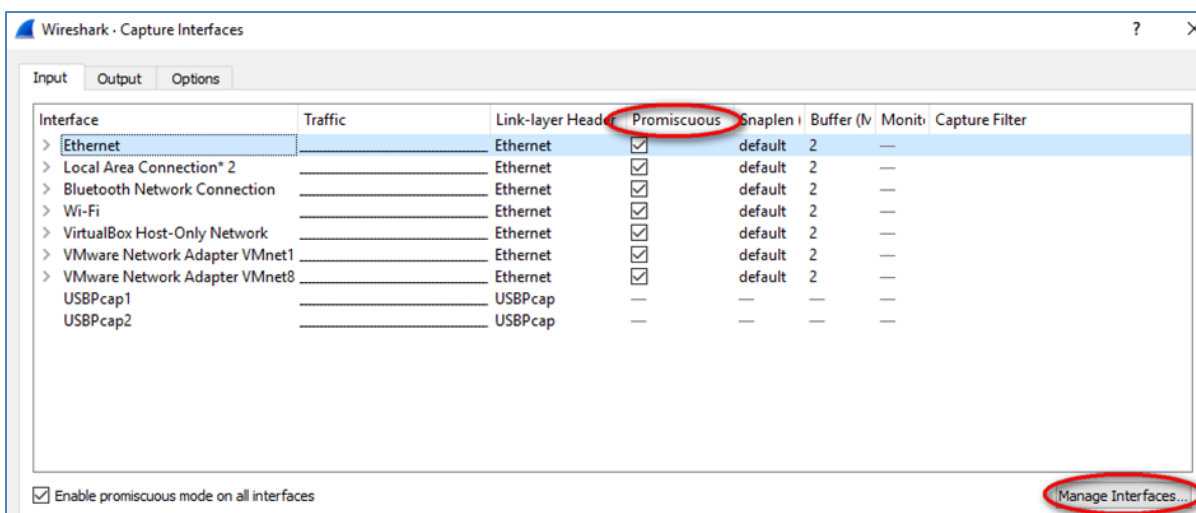 Wireshark · Capture Interfaces ?
Input Output Options
Interface Traffic Link-layer Header Promiscuous Snaplen ( Buffer (M Monit Capture Filter
Ethernet Ethernet default 2 —
Local Area Connection* 2 Ethernet default 2 —
Bluetooth Network Connection Ethernet default 2 —
Wi-Fi Ethernet default 2 —
VirtualBox Host-Only Network Ethernet default 2 —
VMware Network Adapter VMnet1 Ethernet default 2 —
VMware Network Adapter VMnet8 Ethernet default 2 —
USBPcap1 USBPcap — — — —
USBPcap2 USBPcap — — — —
Enable promiscuous mode on all interfaces Manage Interfaces...